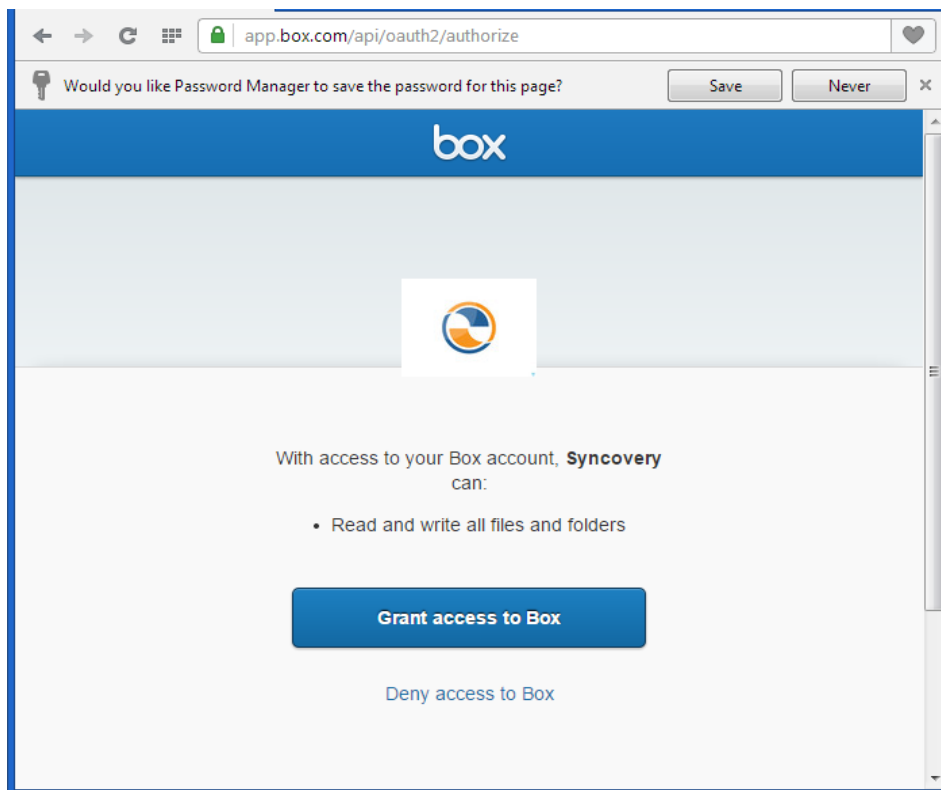 app.box.com/api/oauth2/authorize
Would you like Password Manager to save the password for this page? Save Never
box
With access to your Box account, Syncovery
can:
• Read and write all files and folders
Grant access to Box
Deny access to Box